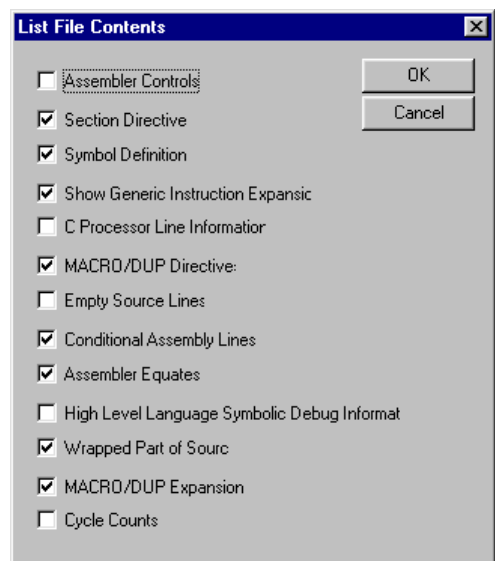 List File Contents
Assembler Controls
OK
Section Directive
Cancel
Symbol Definition
Show Generic Instruction Expansic
C Processor Line Informatior
MACRO/DUP Directive:
Empty Source Lines
Conditional Assembly Lines
Assembler Equates
High Level Language Symbolic Debug Informat
Wrapped Part of Sourc
MACRO/DUP Expansion
Cycle Counts